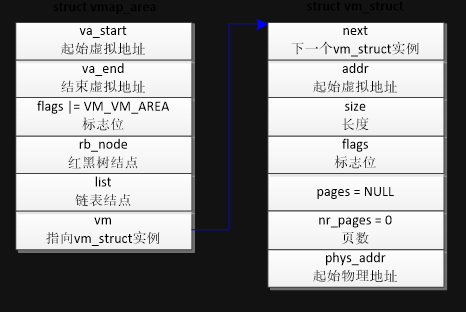 struct vmap_area
va_start
起始虚拟地址
va_end
结束虚拟地址
flags |= VM_VM_AREA
标志位
rb_node
红黑树结点
list
链表结点
vm
指向vm_struct实例
struct vm_struct
next
下一个vm_struct实例
addr
起始虚拟地址
size
长度
flags
标志位
pages = NULL
nr_pages = 0
页数
phys_addr
起始物理地址